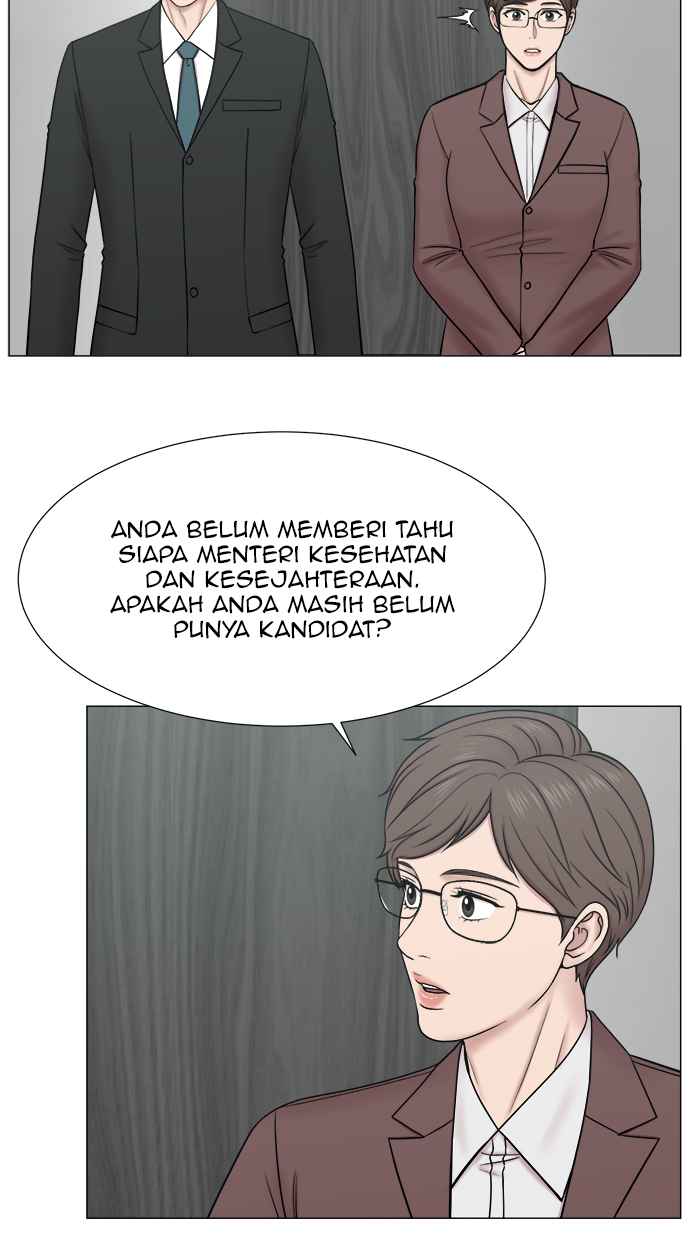 ANDA BELUM MEMBERI TAHU
SIAPA MENTERI KESEHATAN
DAN KESEJAHTERAAN.
APAKAH ANDA MASIH BELUM
PUNYA KANDIDAT?